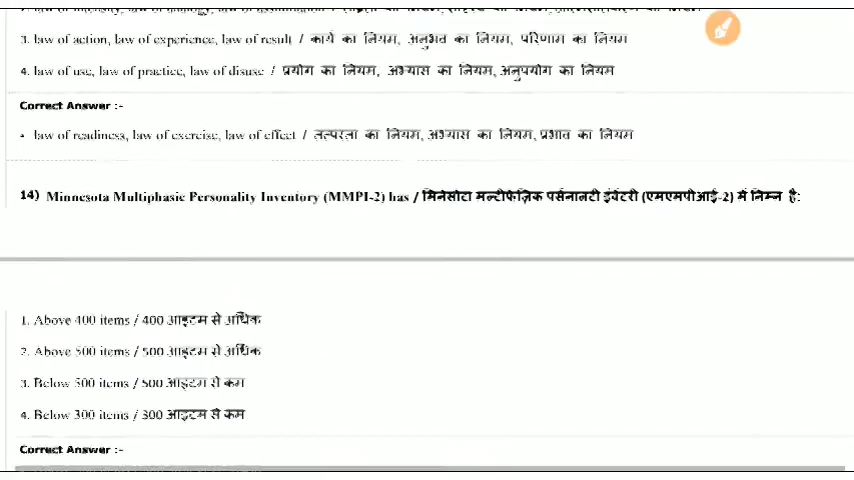 3. law of action, law of experience, law of result / कार्य का नियम, अनुभव का नियम, परिणाम का नियम
4. law of use, law of practice, law of disuse / प्रयोग का नियम, अभ्यास का नियम, अनुपयोग का नियम
Correct Answer :-
• law of readiness, law of exercise, law of effect / तत्परता का नियम, अभ्यास का नियम, प्रभाव का नियम
14) Minnesota Multiphasic Personality Inventory (MMPI-2) has / मिनेसोटा मल्टीफेज़िक पर्सनालटी इंवेंटरी (एमएमपीआई-2) में निम्न है:
1. Above 400 items / 400 आइटम से अधिक
2. Above 500 items / 500 आइटम से अधिक
3. Below 500 items / 500 आइटम से कम
4. Below 300 items / 300 आइटम से कम
Correct Answer :-